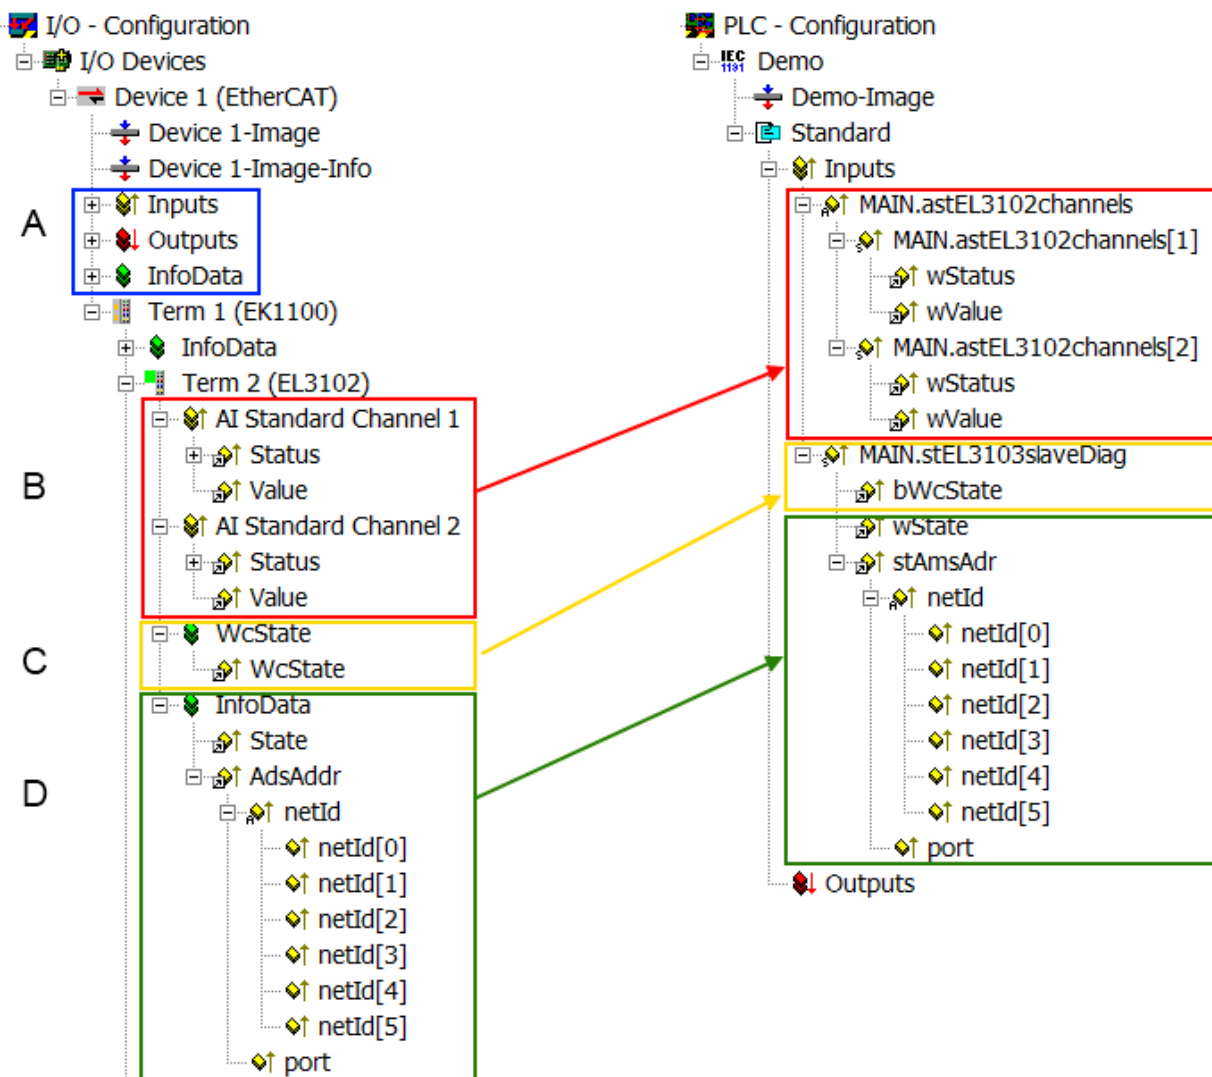 I/O - Configuration
I/O Devices
Device 1 (EtherCAT)
Device 1-Image
Device 1-Image-Info
A
Inputs
Outputs
InfoData
Term 1 (EK1100)
InfoData
Term 2 (EL3102)
AI Standard Channel 1
Status
B
Value
AI Standard Channel 2
Status
Value
WcState
C
WcState
InfoData
State
AdsAddr
D
netId
netId[0]
netId[1]
netId[2]
netId[3]
netId[4]
netId[5]
port
PLC - Configuration
IEC
1131
Demo
Demo-Image
Standard
Inputs
MAIN.astEL3102channels
MAIN.astEL3102channels[1]
wStatus
wValue
MAIN.astEL3102channels[2]
wStatus
wValue
MAIN.stEL3103slaveDiag
bWcState
wState
stAmsAdr
netId
netId[0]
netId[1]
netId[2]
netId[3]
netId[4]
netId[5]
port
Outputs